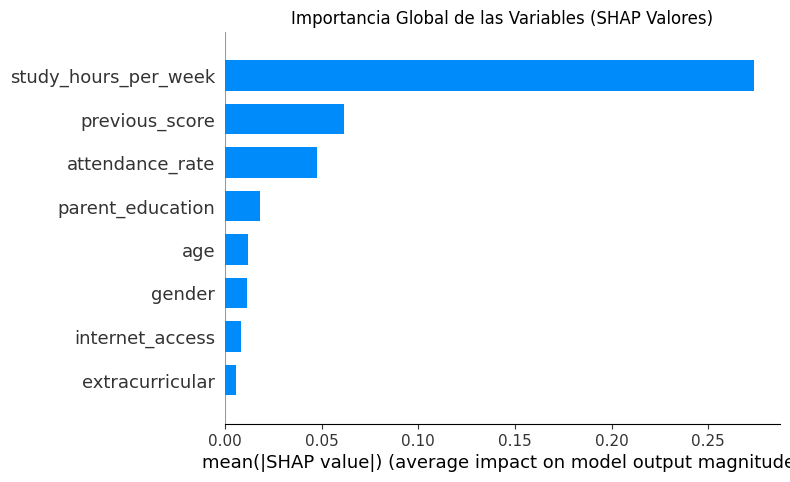 Importancia Global de las Variables (SHAP Valores)
study_hours_per_week
previous_score
attendance_rate
parent_education
age
gender
internet_access
extracurricular
0.00 0.05 0.10 0.15 0.20 0.25
mean(|SHAP value|) (average impact on model output magnitude